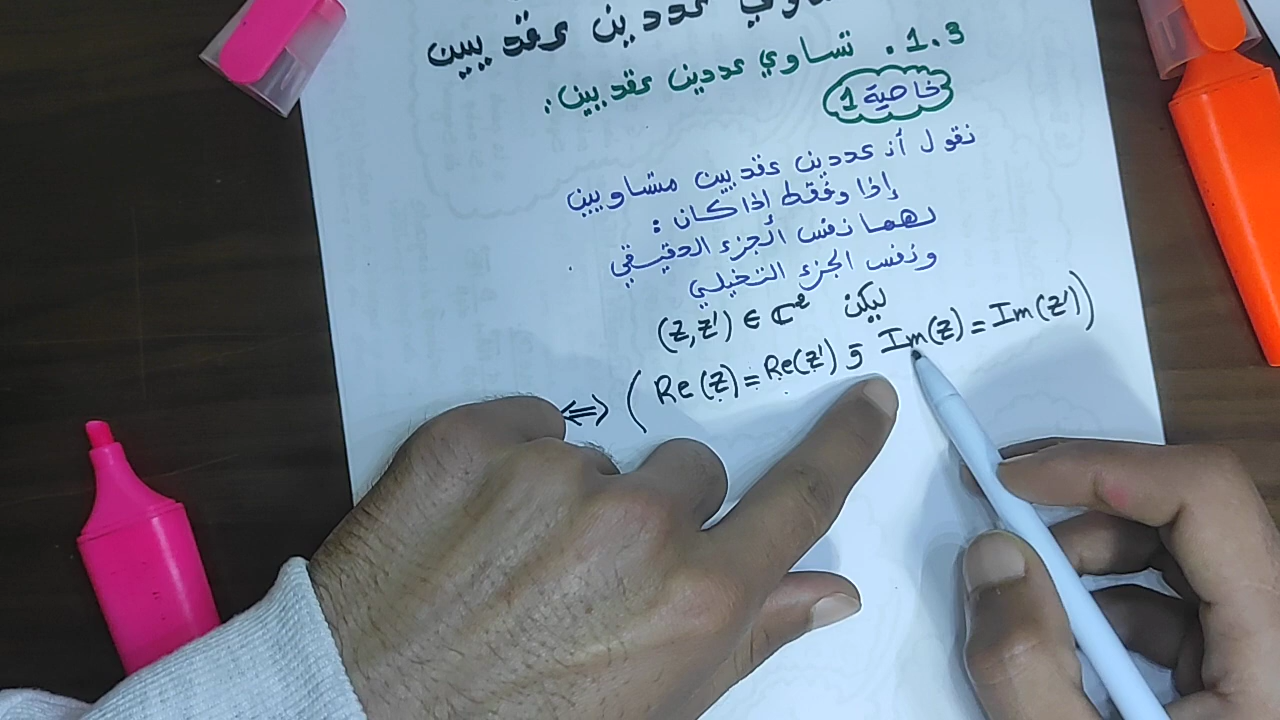 تساوي عددين عقديين
1.3. تساوي عددين عقديين:
خاصية 1
نقول أن عددين عقديين متساويين
إذا وفقط إذا كان :
لهما نفس الجزء الحقيقي
ونفس الجزء التخيلي
ليكن (z,z') ∈ ℂ²
⇔ (Re(z) = Re(z') و Im(z) = Im(z'))